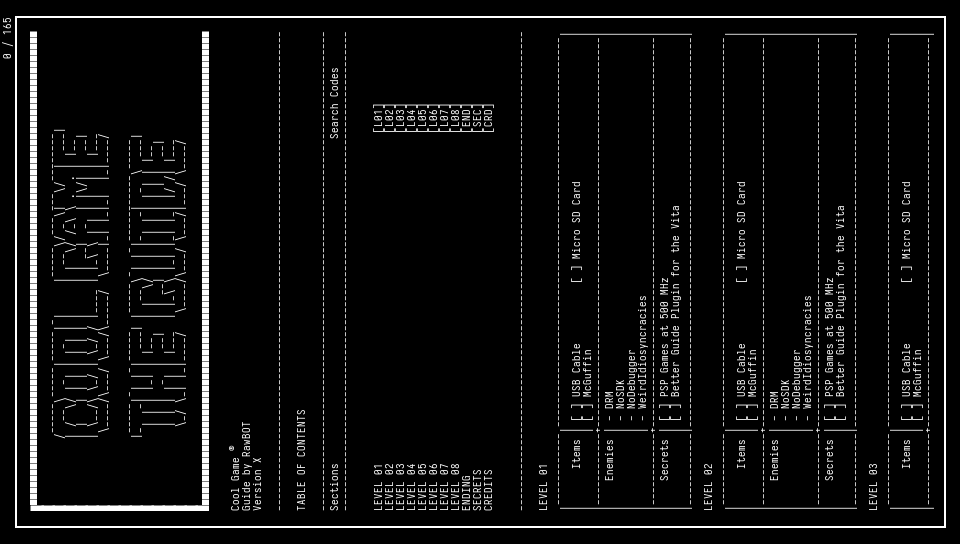 0 / 165
COOL GAME
THE GUIDE
Cool Game ®
Guide by RawBOT
Version X
TABLE OF CONTENTS
Sections Search Codes
LEVEL 01 [L01]
LEVEL 02 [L02]
LEVEL 03 [L03]
LEVEL 04 [L04]
LEVEL 05 [L05]
LEVEL 06 [L06]
LEVEL 07 [L07]
LEVEL 08 [L08]
ENDING [END]
SECRETS [SEC]
CREDITS [CRD]
LEVEL 01
Items [ ] USB Cable [ ] Micro SD Card
[ ] McGuffin
Enemies - DRM
- NoSDK
- NoDebugger
- WeirdIdiosyncracies
Secrets [ ] PSP Games at 500 MHz
[ ] Better Guide Plugin for the Vita
LEVEL 02
Items [ ] USB Cable [ ] Micro SD Card
[ ] McGuffin
Enemies - DRM
- NoSDK
- NoDebugger
- WeirdIdiosyncracies
Secrets [ ] PSP Games at 500 MHz
[ ] Better Guide Plugin for the Vita
LEVEL 03
Items [ ] USB Cable [ ] Micro SD Card
[ ] McGuffin